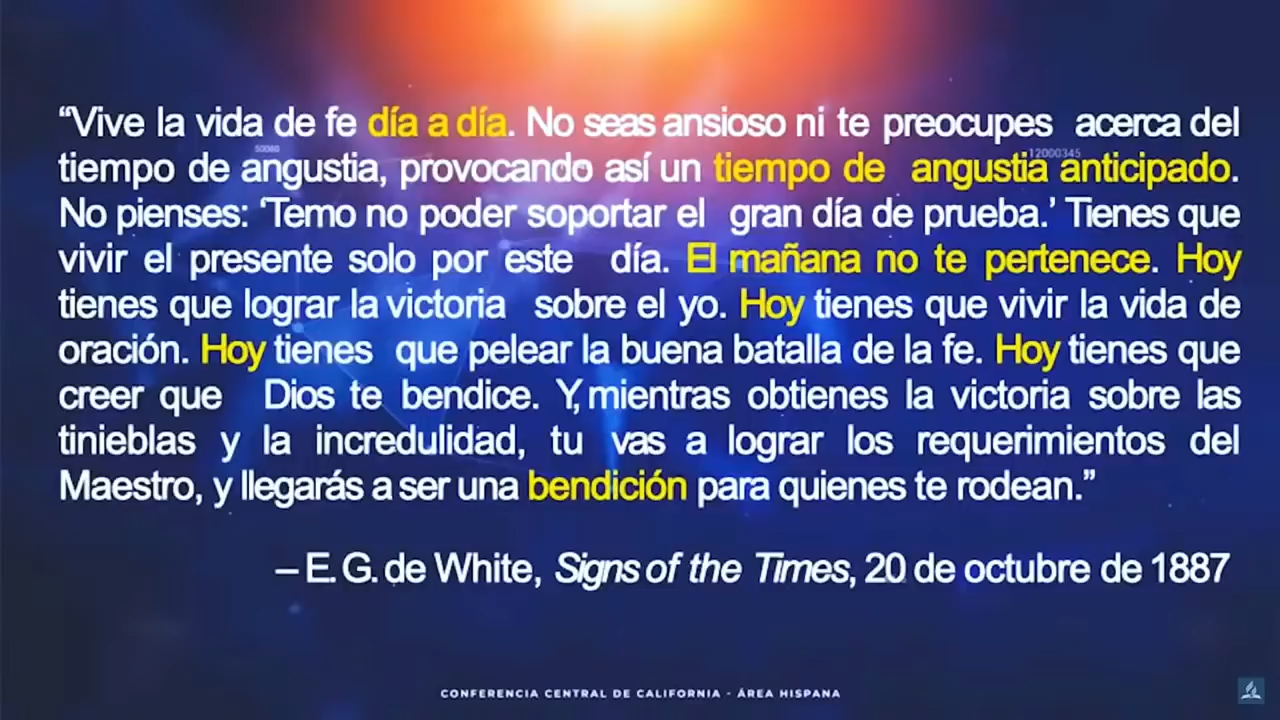 “Vive la vida de fe día a día. No seas ansioso ni te preocupes acerca del
50080
tiempo de angustia, provocando así un tiempo de angustia anticipado.
12000345
No pienses: ‘Temo no poder soportar el gran día de prueba.’ Tienes que
vivir el presente solo por este día. El mañana no te pertenece. Hoy
tienes que lograr la victoria sobre el yo. Hoy tienes que vivir la vida de
oración. Hoy tienes que pelear la buena batalla de la fe. Hoy tienes que
creer que Dios te bendice. Y, mientras obtienes la victoria sobre las
tinieblas y la incredulidad, tu vas a lograr los requerimientos del
Maestro, y llegarás a ser una bendición para quienes te rodean.”
– E. G. de White, Signs of the Times, 20 de octubre de 1887
CONFERENCIA CENTRAL DE CALIFORNIA - ÁREA HISPANA